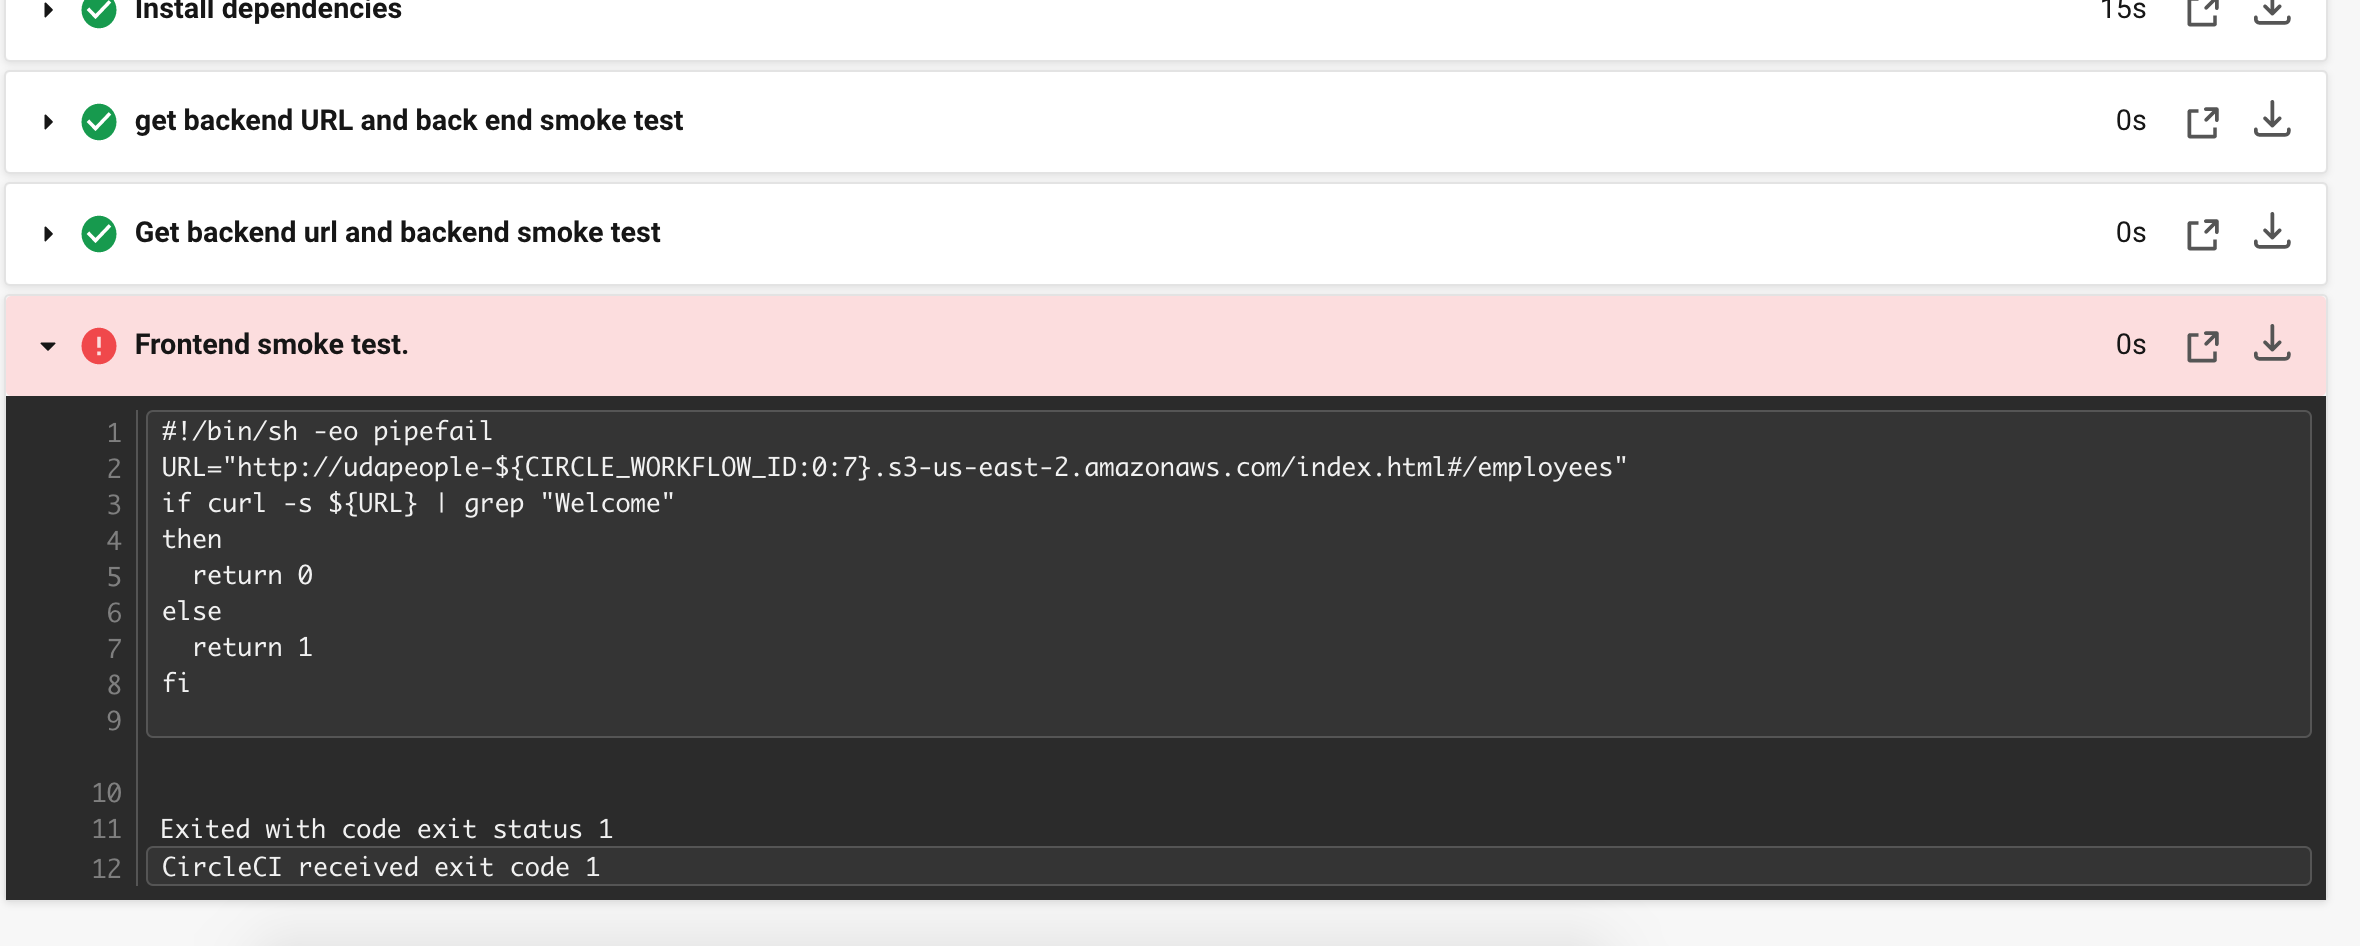 Install dependencies 15s
get backend URL and back end smoke test 0s
Get backend url and backend smoke test 0s
Frontend smoke test. 0s
1 #!/bin/sh -eo pipefail
2 URL="http://udapeople-${CIRCLE_WORKFLOW_ID:0:7}.s3-us-east-2.amazonaws.com/index.html#/employees"
3 if curl -s ${URL} | grep "Welcome"
4 then
5   return 0
6 else
7   return 1
8 fi
9
10
11 Exited with code exit status 1
12 CircleCI received exit code 1